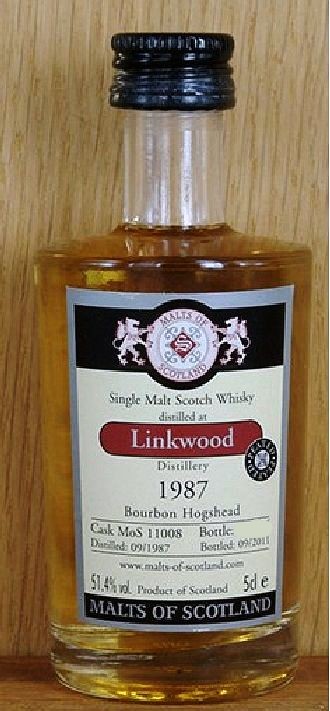 MALTS OF
SCOTLAND
Single Malt Scotch Whisky
distilled at
Linkwood
Distillery
1987
Bourbon Hogshead
Cask MoS 11008 Bottle:
Distilled: 09/1987 Bottled: 09/2011
www.malts-of-scotland.com
51.4% vol. Product of Scotland 5cl e
MALTS OF SCOTLAND